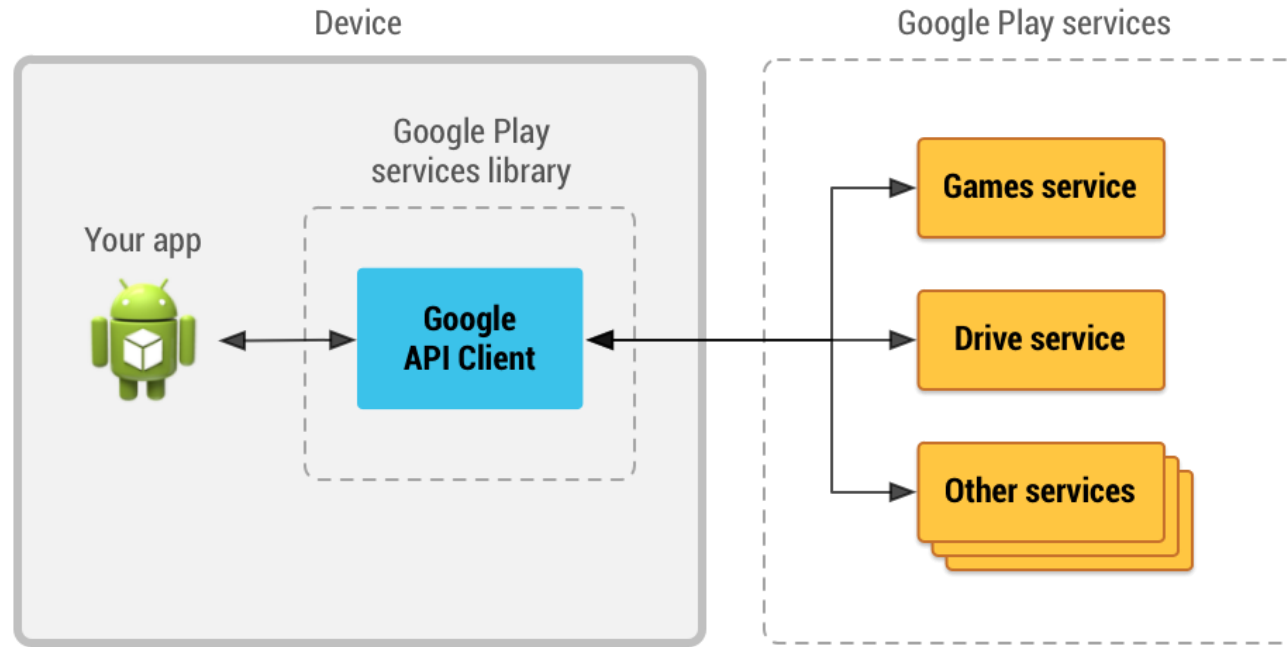 Device
Google Play services
Google Play
services library
Your app
Google
API Client
Games service
Drive service
Other services